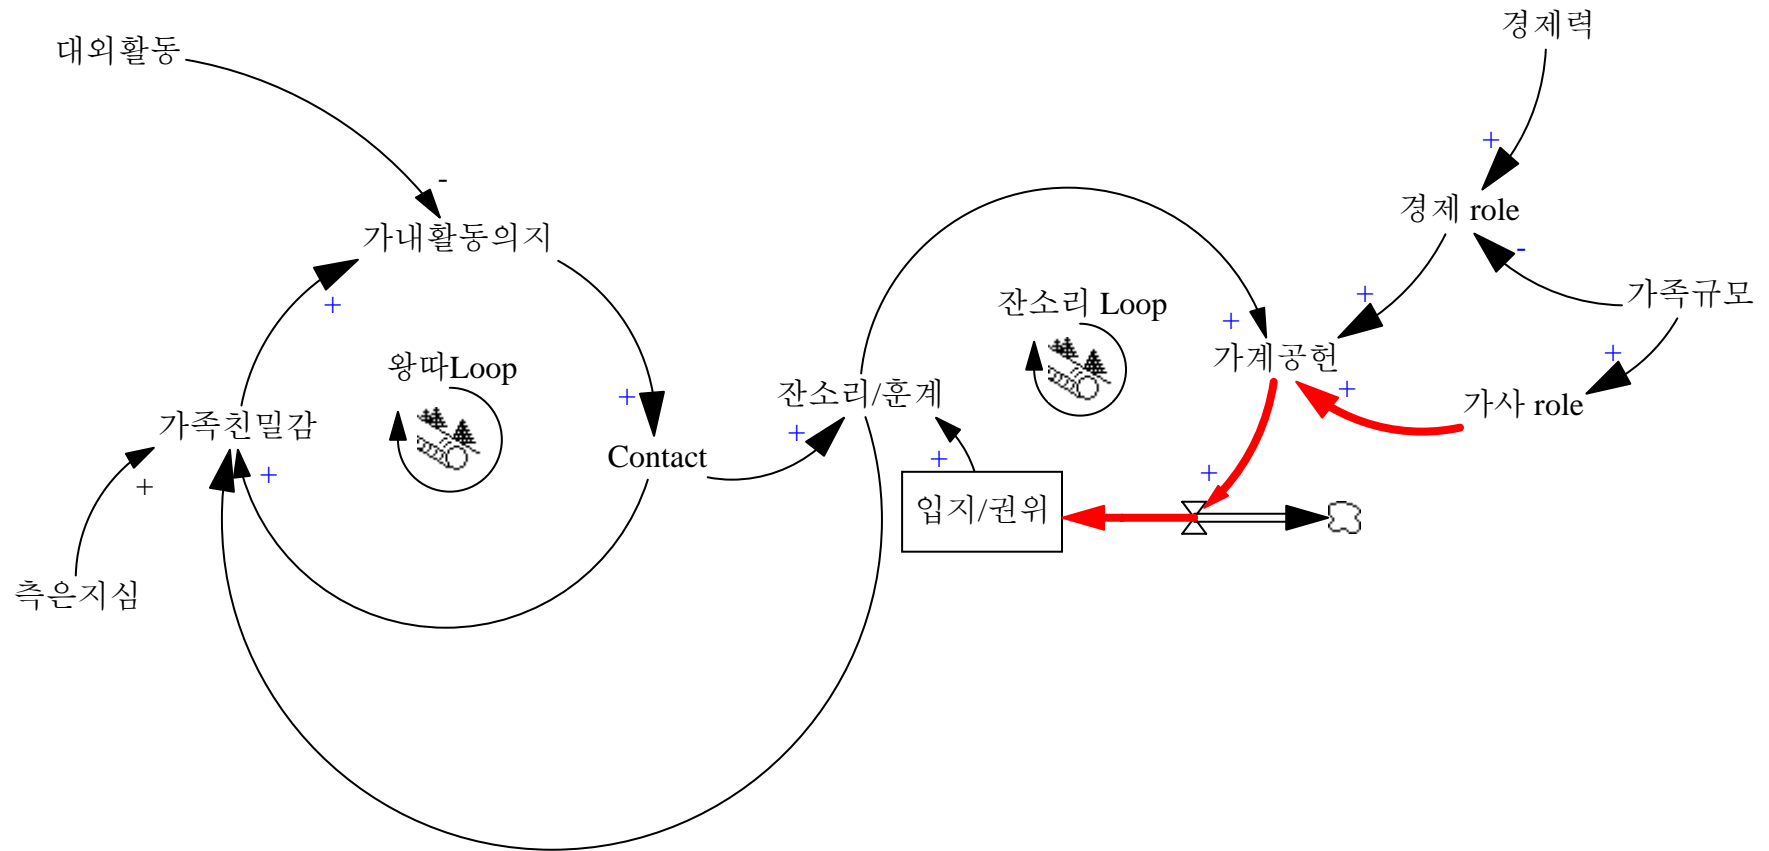 경제력
대외활동
+
-
경제 role
가내활동의지
-
가족규모
+
잔소리 Loop
+
+
+
가계공헌
왕따Loop
+
+
잔소리/훈계
가사 role
가족친밀감
+
Contact
+
+
+
+
입지/권위
측은지심